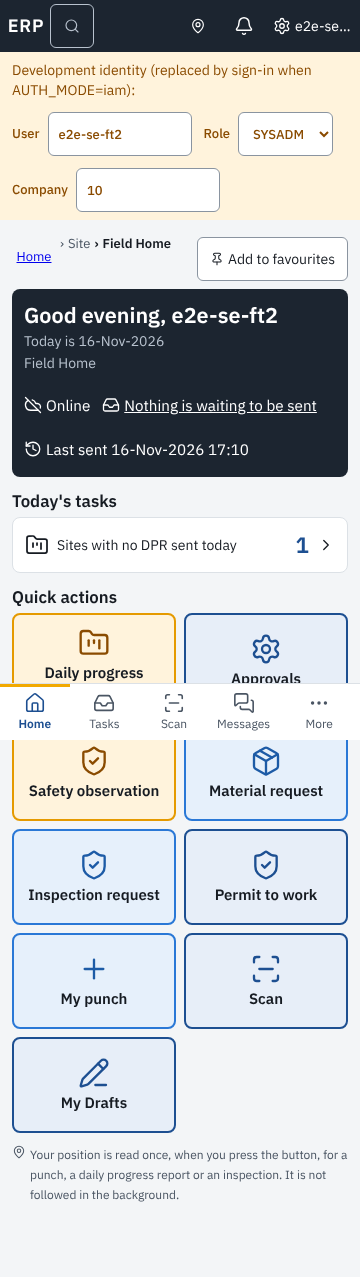 ERP
e2e-se...
Development identity (replaced by sign-in when
AUTH_MODE=iam):
User
e2e-se-ft2
Role
SYSADM
Company
10
Home
› Site › Field Home
Add to favourites
Good evening, e2e-se-ft2
Today is 16-Nov-2026
Field Home
Online
Nothing is waiting to be sent
Last sent 16-Nov-2026 17:10
Today's tasks
Sites with no DPR sent today
1
Quick actions
Daily progress
Approvals
Home
Tasks
Scan
Messages
More
Safety observation
Material request
Inspection request
Permit to work
My punch
Scan
My Drafts
Your position is read once, when you press the button, for a
punch, a daily progress report or an inspection. It is not
followed in the background.